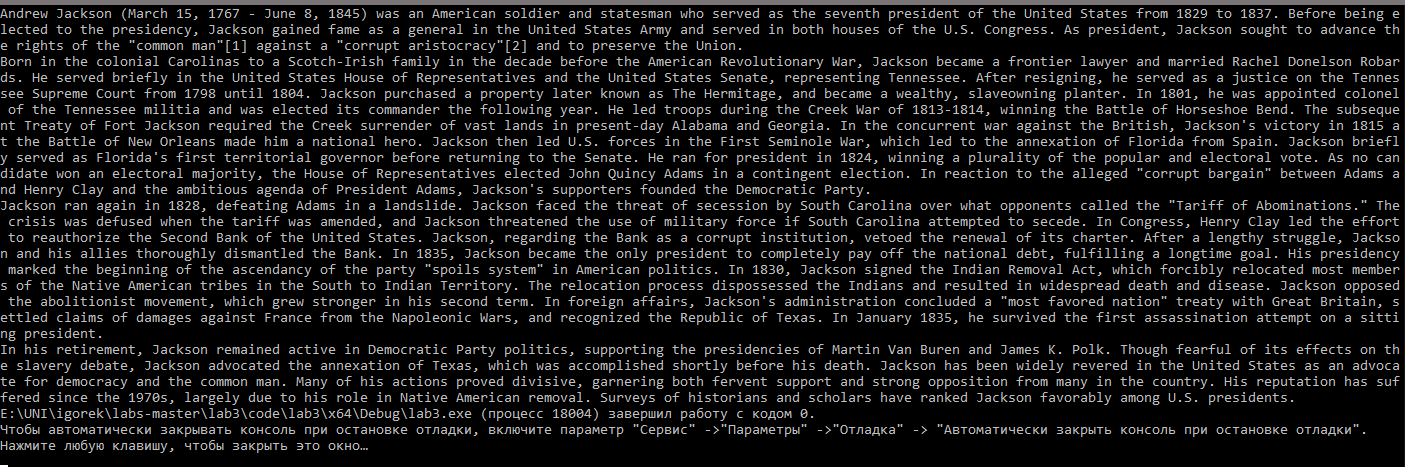 Andrew Jackson (March 15, 1767 - June 8, 1845) was an American soldier and statesman who served as the seventh president of the United States from 1829 to 1837. Before being e
lected to the presidency, Jackson gained fame as a general in the United States Army and served in both houses of the U.S. Congress. As president, Jackson sought to advance th
e rights of the "common man"[1] against a "corrupt aristocracy"[2] and to preserve the Union.
Born in the colonial Carolinas to a Scotch-Irish family in the decade before the American Revolutionary War, Jackson became a frontier lawyer and married Rachel Donelson Robar
ds. He served briefly in the United States House of Representatives and the United States Senate, representing Tennessee. After resigning, he served as a justice on the Tennes
see Supreme Court from 1798 until 1804. Jackson purchased a property later known as The Hermitage, and became a wealthy, slaveowning planter. In 1801, he was appointed colonel
 of the Tennessee militia and was elected its commander the following year. He led troops during the Creek War of 1813-1814, winning the Battle of Horseshoe Bend. The subseque
nt Treaty of Fort Jackson required the Creek surrender of vast lands in present-day Alabama and Georgia. In the concurrent war against the British, Jackson's victory in 1815 a
t the Battle of New Orleans made him a national hero. Jackson then led U.S. forces in the First Seminole War, which led to the annexation of Florida from Spain. Jackson briefl
y served as Florida's first territorial governor before returning to the Senate. He ran for president in 1824, winning a plurality of the popular and electoral vote. As no can
didate won an electoral majority, the House of Representatives elected John Quincy Adams in a contingent election. In reaction to the alleged "corrupt bargain" between Adams a
nd Henry Clay and the ambitious agenda of President Adams, Jackson's supporters founded the Democratic Party.
Jackson ran again in 1828, defeating Adams in a landslide. Jackson faced the threat of secession by South Carolina over what opponents called the "Tariff of Abominations." The
 crisis was defused when the tariff was amended, and Jackson threatened the use of military force if South Carolina attempted to secede. In Congress, Henry Clay led the effort
 to reauthorize the Second Bank of the United States. Jackson, regarding the Bank as a corrupt institution, vetoed the renewal of its charter. After a lengthy struggle, Jackso
n and his allies thoroughly dismantled the Bank. In 1835, Jackson became the only president to completely pay off the national debt, fulfilling a longtime goal. His presidency
 marked the beginning of the ascendancy of the party "spoils system" in American politics. In 1830, Jackson signed the Indian Removal Act, which forcibly relocated most member
s of the Native American tribes in the South to Indian Territory. The relocation process dispossessed the Indians and resulted in widespread death and disease. Jackson opposed
 the abolitionist movement, which grew stronger in his second term. In foreign affairs, Jackson's administration concluded a "most favored nation" treaty with Great Britain, s
ettled claims of damages against France from the Napoleonic Wars, and recognized the Republic of Texas. In January 1835, he survived the first assassination attempt on a sitti
ng president.
In his retirement, Jackson remained active in Democratic Party politics, supporting the presidencies of Martin Van Buren and James K. Polk. Though fearful of its effects on th
e slavery debate, Jackson advocated the annexation of Texas, which was accomplished shortly before his death. Jackson has been widely revered in the United States as an advoca
te for democracy and the common man. Many of his actions proved divisive, garnering both fervent support and strong opposition from many in the country. His reputation has suf
fered since the 1970s, largely due to his role in Native American removal. Surveys of historians and scholars have ranked Jackson favorably among U.S. presidents.
E:\UNI\igorek\labs-master\lab3\code\lab3\x64\Debug\lab3.exe (процесс 18004) завершил работу с кодом 0.
Чтобы автоматически закрывать консоль при остановке отладки, включите параметр "Сервис" ->"Параметры" ->"Отладка" -> "Автоматически закрыть консоль при остановке отладки".
Нажмите любую клавишу, чтобы закрыть это окно…